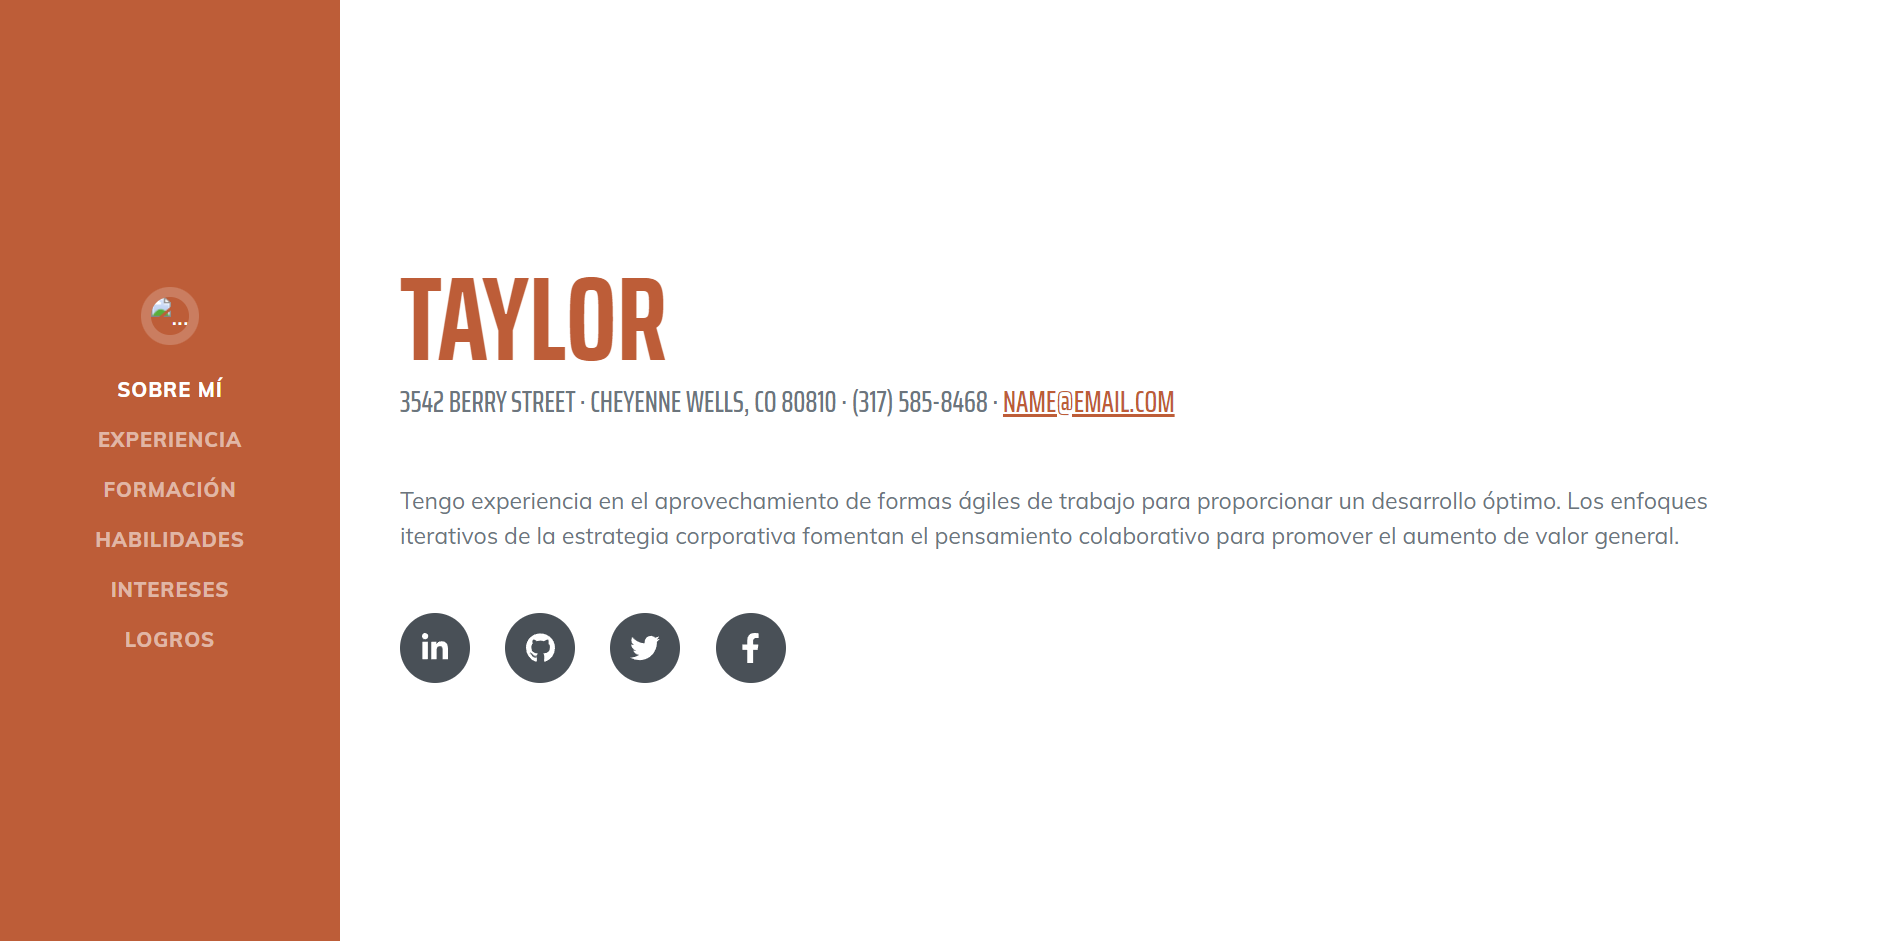 SOBRE MÍ
EXPERIENCIA
FORMACIÓN
HABILIDADES
INTERESES
LOGROS
TAYLOR
3542 BERRY STREET · CHEYENNE WELLS, CO 80810 · (317) 585-8468 · NAME@EMAIL.COM
Tengo experiencia en el aprovechamiento de formas ágiles de trabajo para proporcionar un desarrollo óptimo. Los enfoques
iterativos de la estrategia corporativa fomentan el pensamiento colaborativo para promover el aumento de valor general.